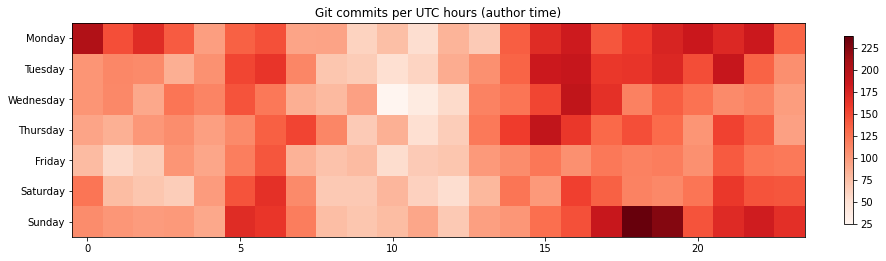 Git commits per UTC hours (author time)
Monday
Tuesday
Wednesday
Thursday
Friday
Saturday
Sunday
0 5 10 15 20
225
200
175
150
125
100
75
50
25